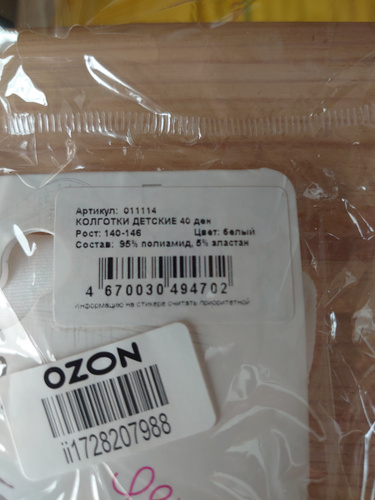 Артикул: 011114
КОЛГОТКИ ДЕТСКИЕ 40 ден
Рост: 140-146 Цвет: белый
Состав: 95% полиамид, 5% эластан
4 670030 494702
Информацию на стикере считать приоритетной
OZON
ii1728207988